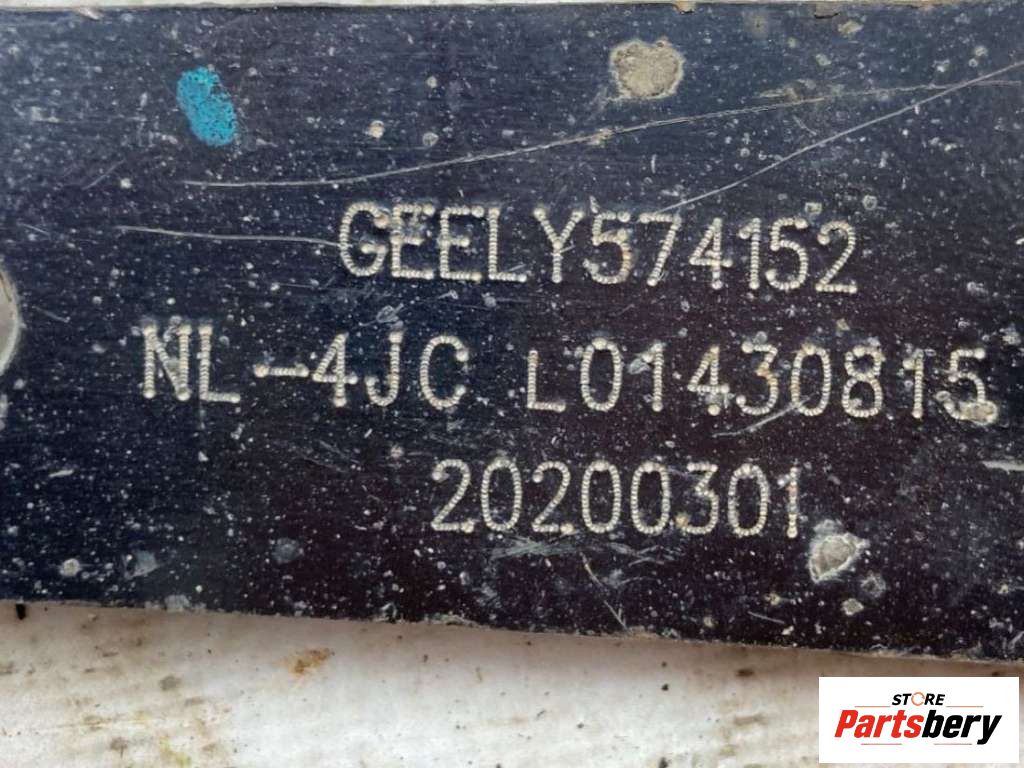 GEELY574152
NL-4JC L01430815
20200301
STORE
Partsbery